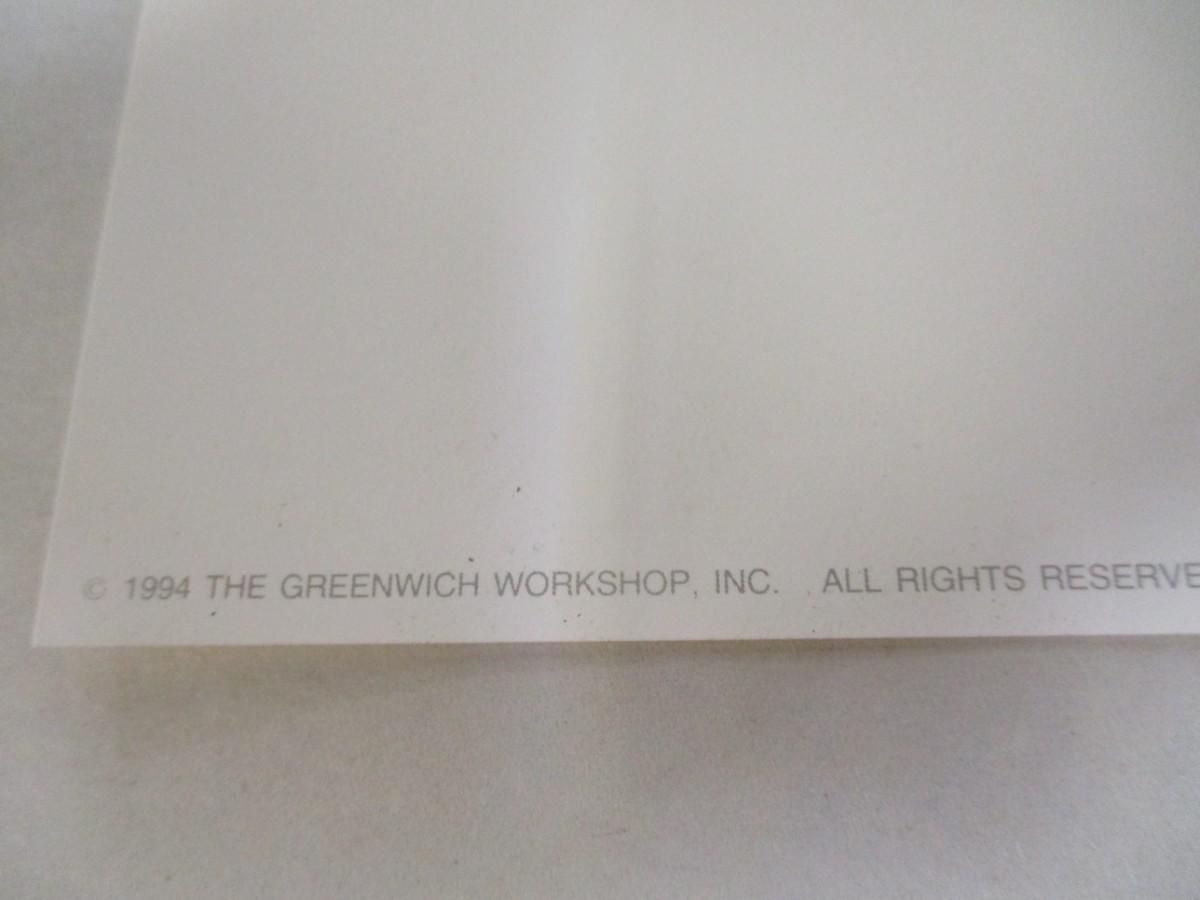 © 1994 THE GREENWICH WORKSHOP, INC. ALL RIGHTS RESERVE